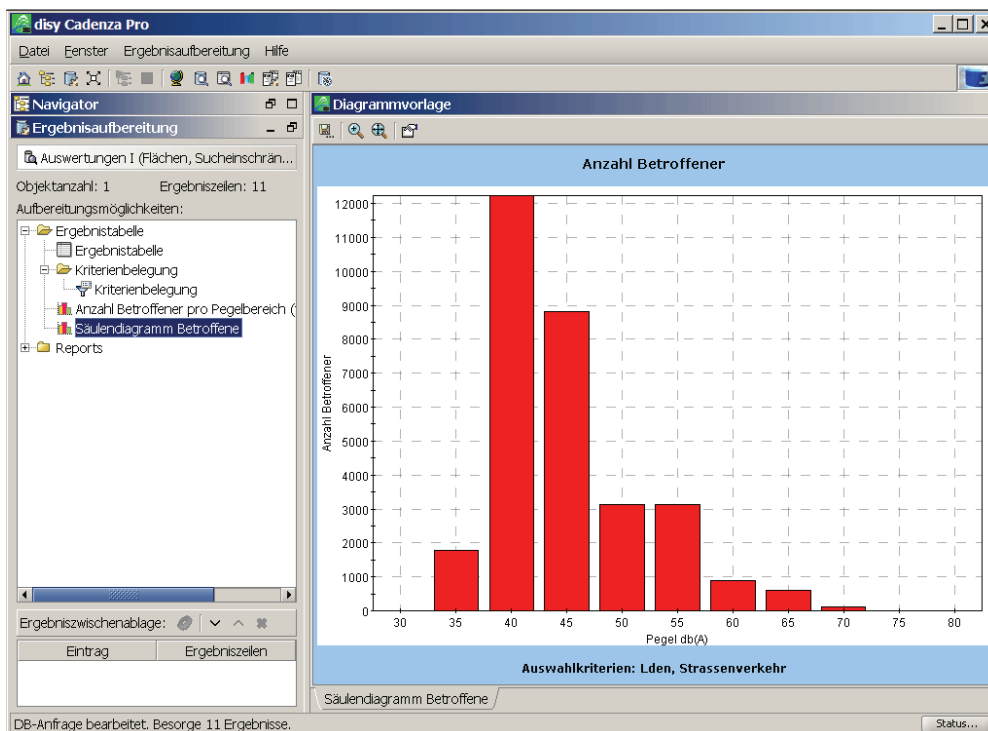 disy Cadenza Pro
Datei Fenster Ergebnisaufbereitung Hilfe
Navigator
Ergebnisaufbereitung
Auswertungen I (Flächen, Sucheinschrän...
Objektanzahl: 1 Ergebniszeilen: 11
Aufbereitungsmöglichkeiten:
Ergebnistabelle
Ergebnistabelle
Kriterienbelegung
Kriterienbelegung
Anzahl Betroffener pro Pegelbereich (
Säulendiagramm Betroffene
Reports
Ergebniszwischenablage:
Eintrag Ergebniszeilen
Diagrammvorlage
Anzahl Betroffener
12000
11000
10000
9000
8000
7000
6000
5000
4000
3000
2000
1000
0
Anzahl Betroffener
30 35 40 45 50 55 60 65 70 75 80
Pegel db(A)
Auswahlkriterien: Lden, Strassenverkehr
Säulendiagramm Betroffene
DB-Anfrage bearbeitet. Besorge 11 Ergebnisse.
Status...